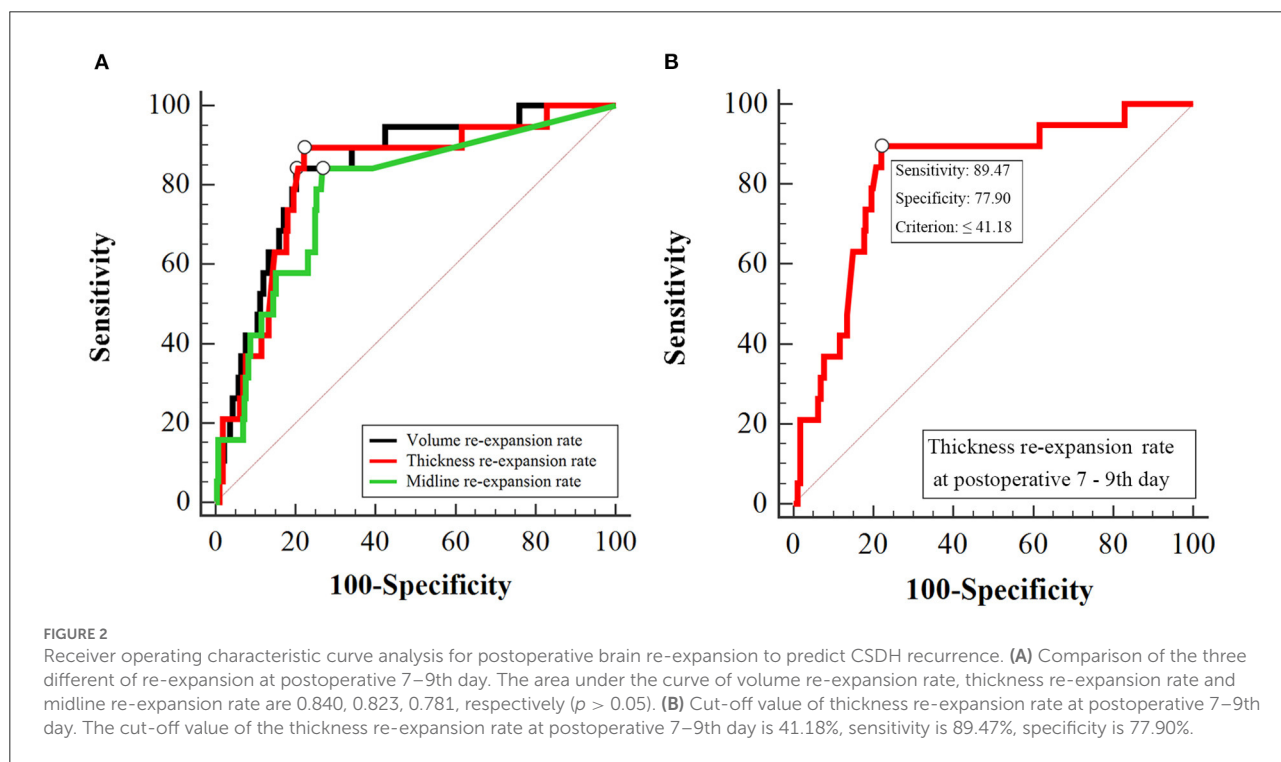 A
100
80
60
40
20
0
Sensitivity
0 20 40 60 80 100
100-Specificity
Volume re-expansion rate
Thickness re-expansion rate
Midline re-expansion rate
B
100
80
60
40
20
0
Sensitivity
0 20 40 60 80 100
100-Specificity
Sensitivity: 89.47
Specificity: 77.90
Criterion: ≤ 41.18
Thickness re-expansion rate
at postoperative 7 - 9th day
FIGURE 2
Receiver operating characteristic curve analysis for postoperative brain re-expansion to predict CSDH recurrence. (A) Comparison of the three
different of re-expansion at postoperative 7–9th day. The area under the curve of volume re-expansion rate, thickness re-expansion rate and
midline re-expansion rate are 0.840, 0.823, 0.781, respectively (p > 0.05). (B) Cut-off value of thickness re-expansion rate at postoperative 7–9th
day. The cut-off value of the thickness re-expansion rate at postoperative 7–9th day is 41.18%, sensitivity is 89.47%, specificity is 77.90%.